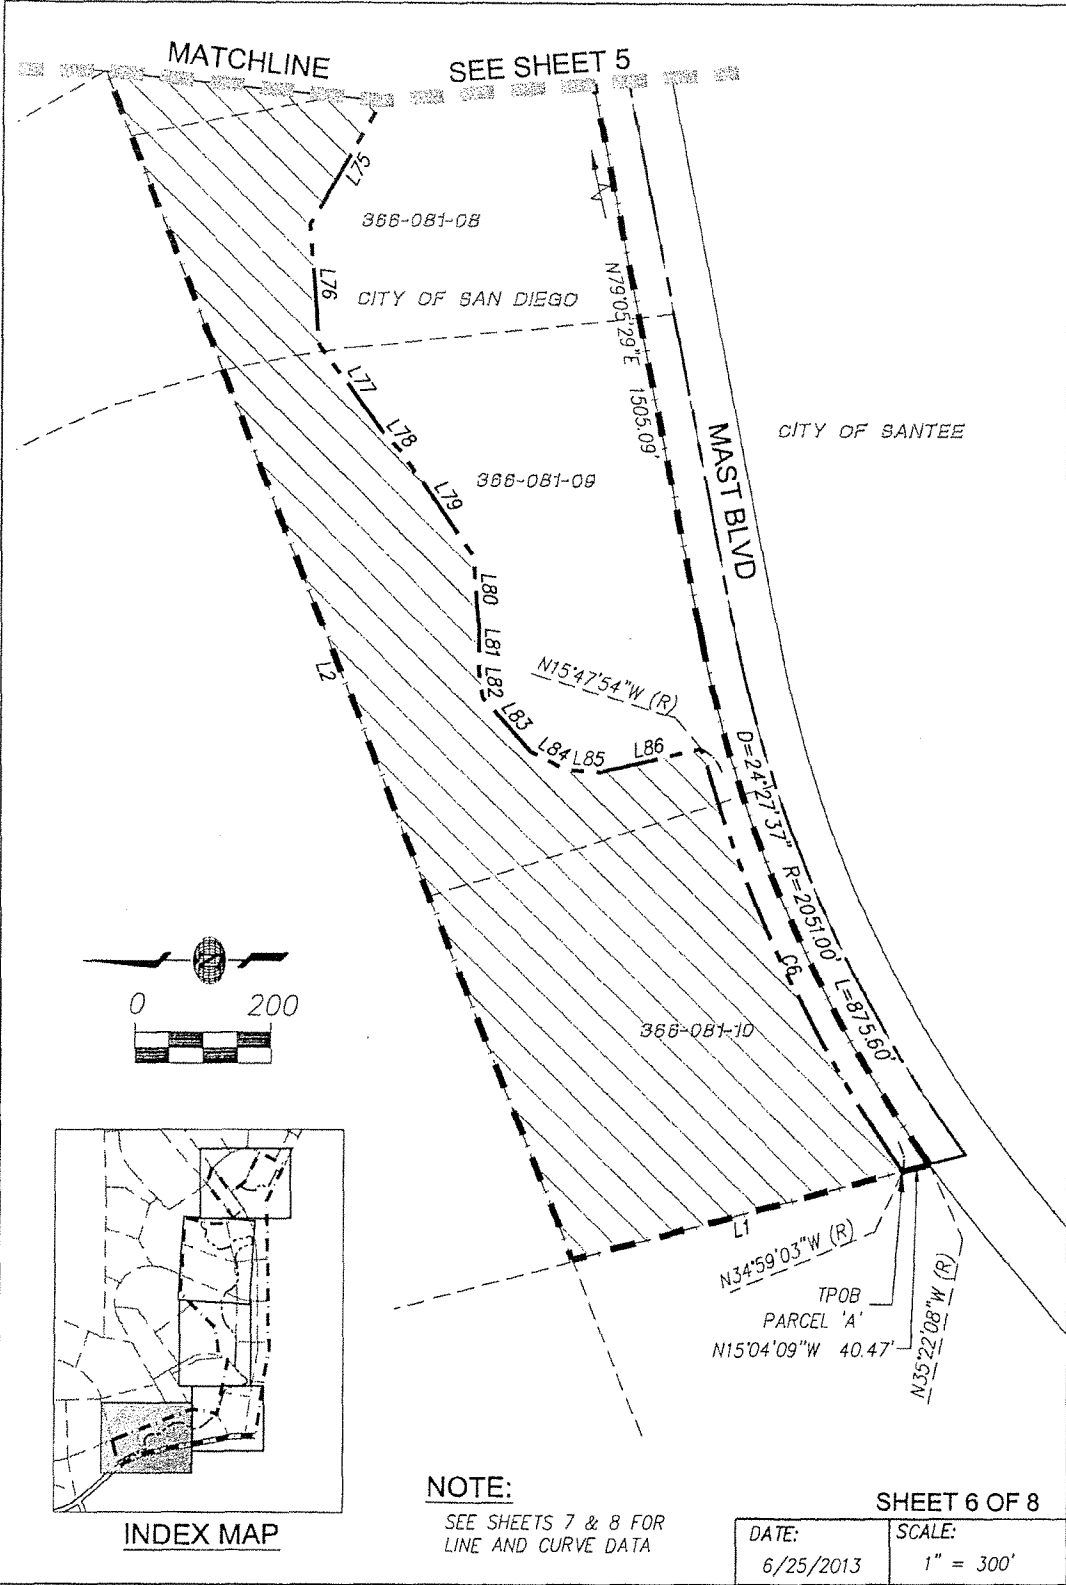 MATCHLINE
SEE SHEET 5
L75
366-081-08
L76
CITY OF SAN DIEGO
N79°05'29"E 1505.09'
L77
L78
CITY OF SANTEE
MAST BLVD
366-081-09
L79
L80
L81
L82
L2
N15°47'54"W (R)
L83
L84
L85
L86
D=24°27'37" R=2051.00' L=875.60'
C6
0
200
366-081-10
L1
N34°59'03"W (R)
TPOB
PARCEL 'A'
N15°04'09"W 40.47'
N35°22'08"W (R)
INDEX MAP
NOTE:
SEE SHEETS 7 & 8 FOR
LINE AND CURVE DATA
SHEET 6 OF 8
DATE:
6/25/2013
SCALE:
1" = 300'